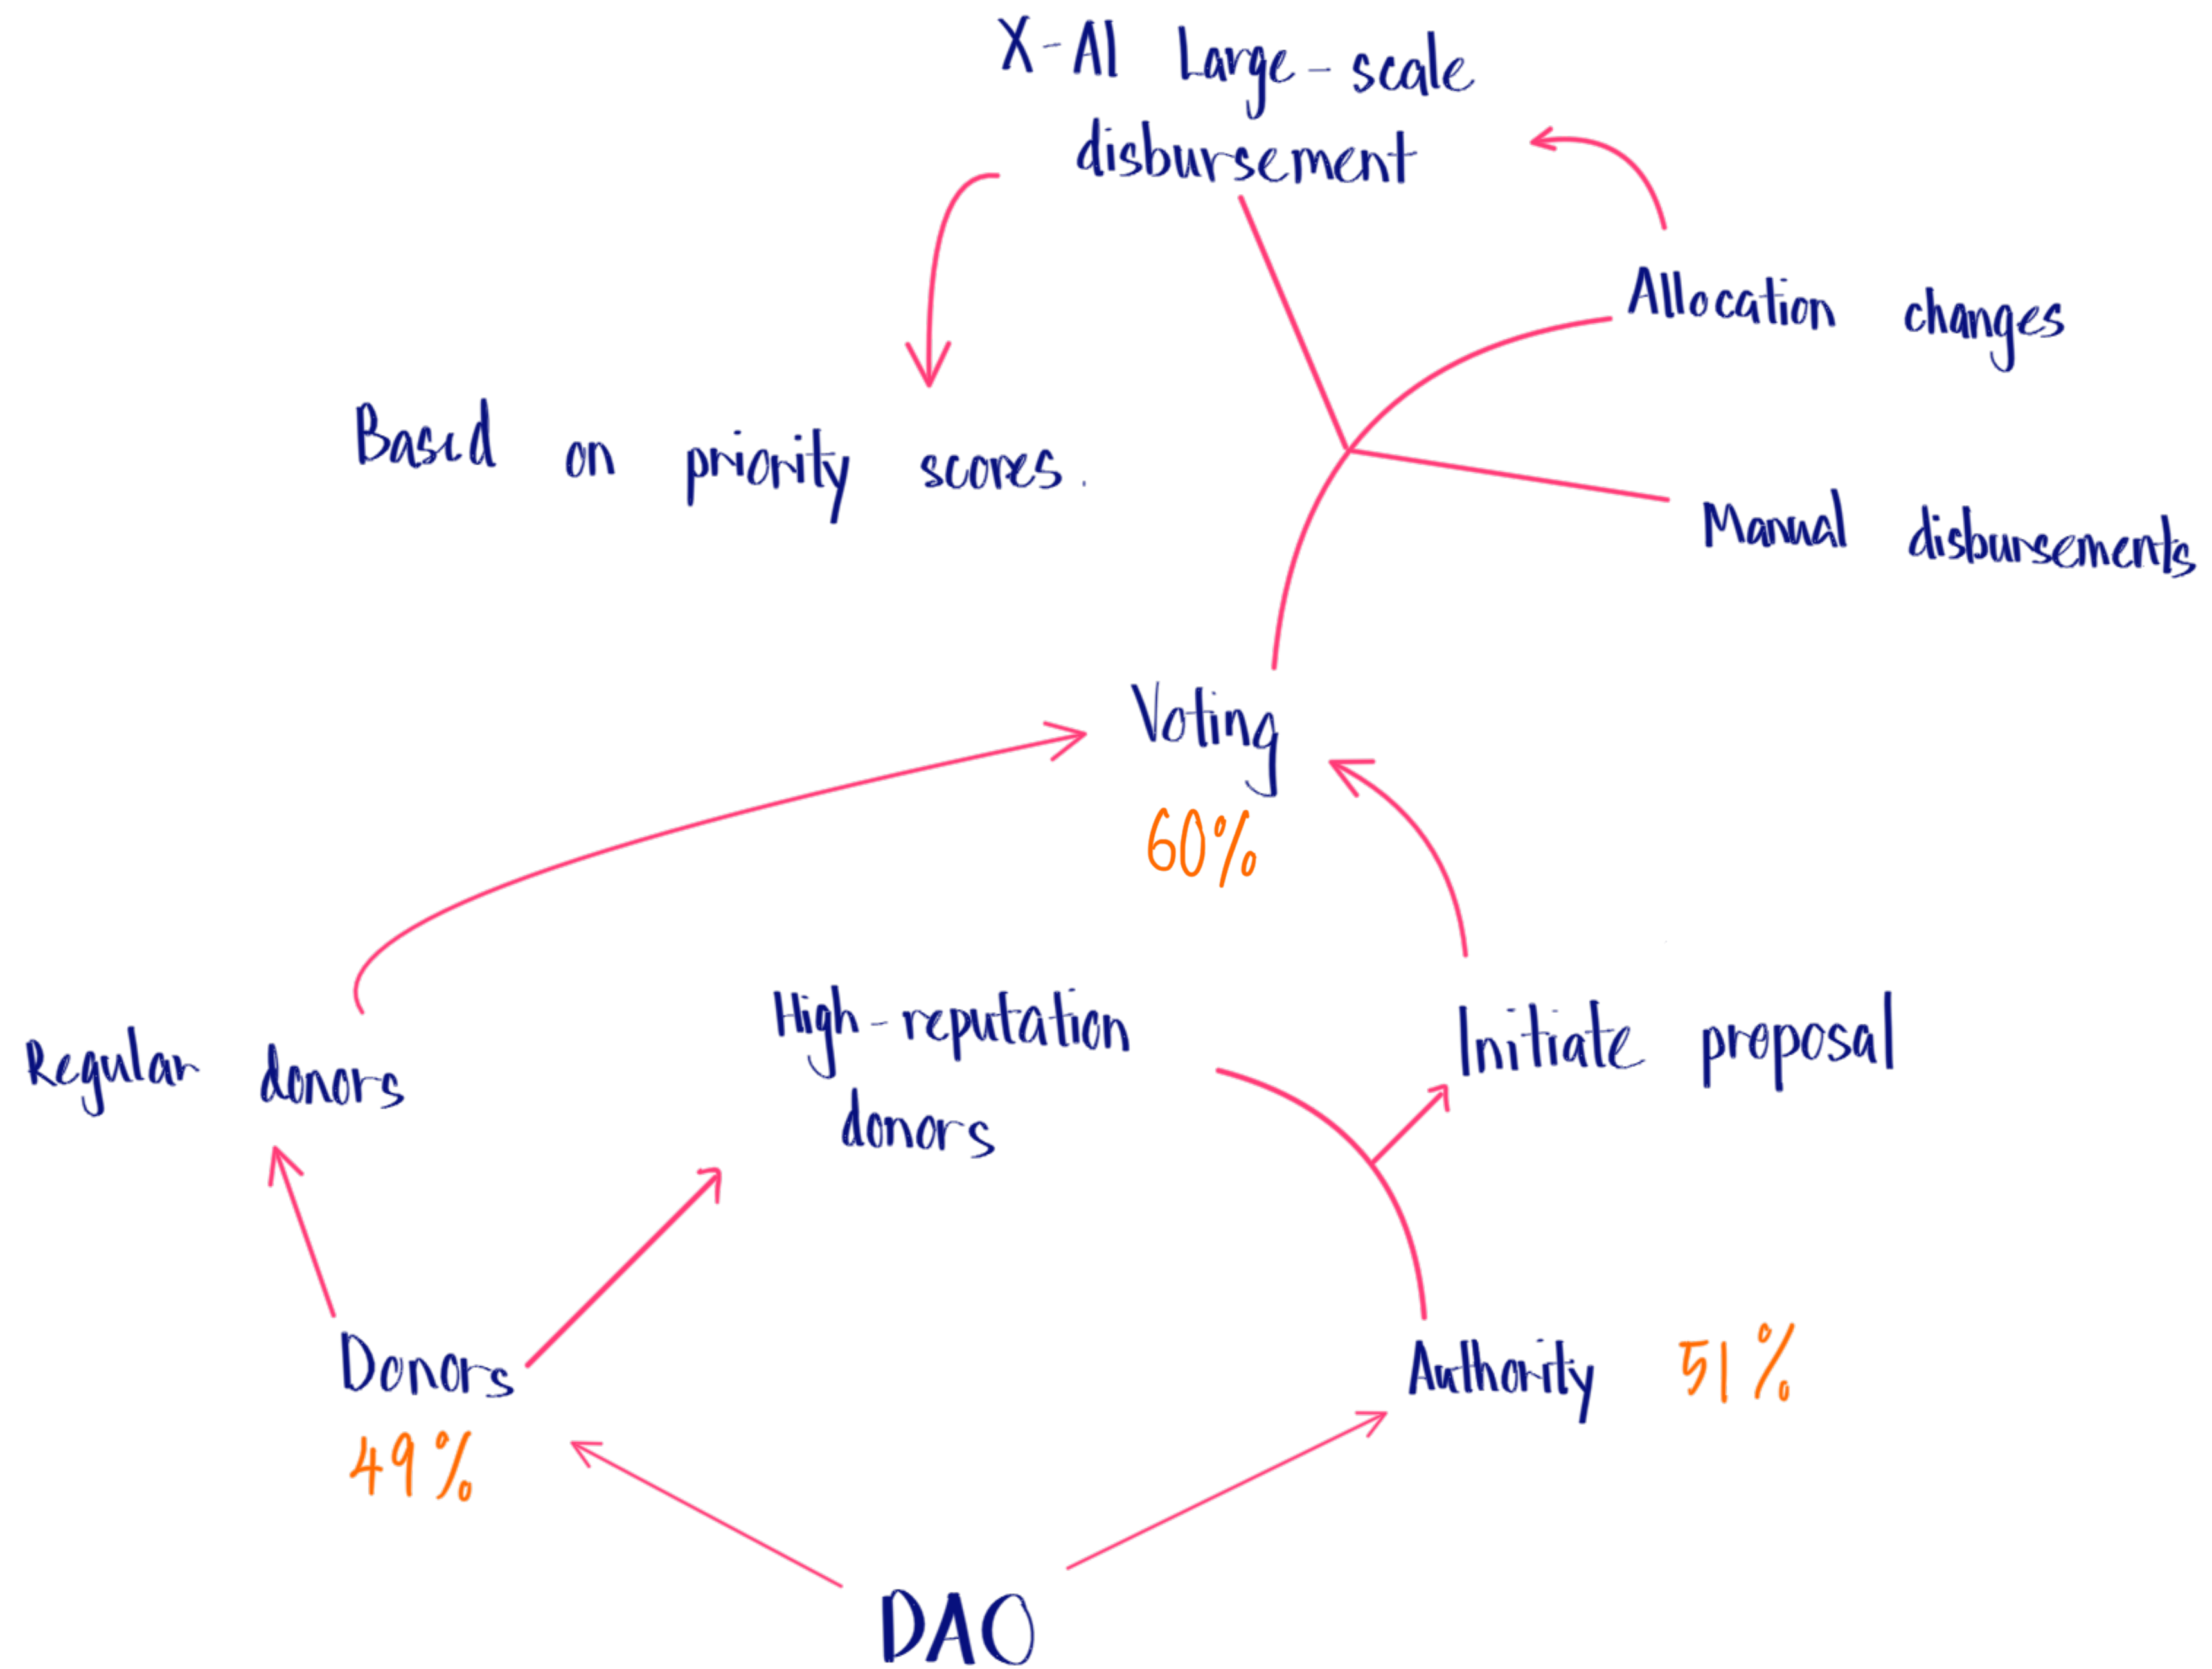 X-AI Large-scale
disbursement
Allocation changes
Based on priority scores.
Manual disbursements
Voting
60%
High-reputation
donors
Initiate proposal
Regular donors
Donors
49%
Authority 51%
DAO